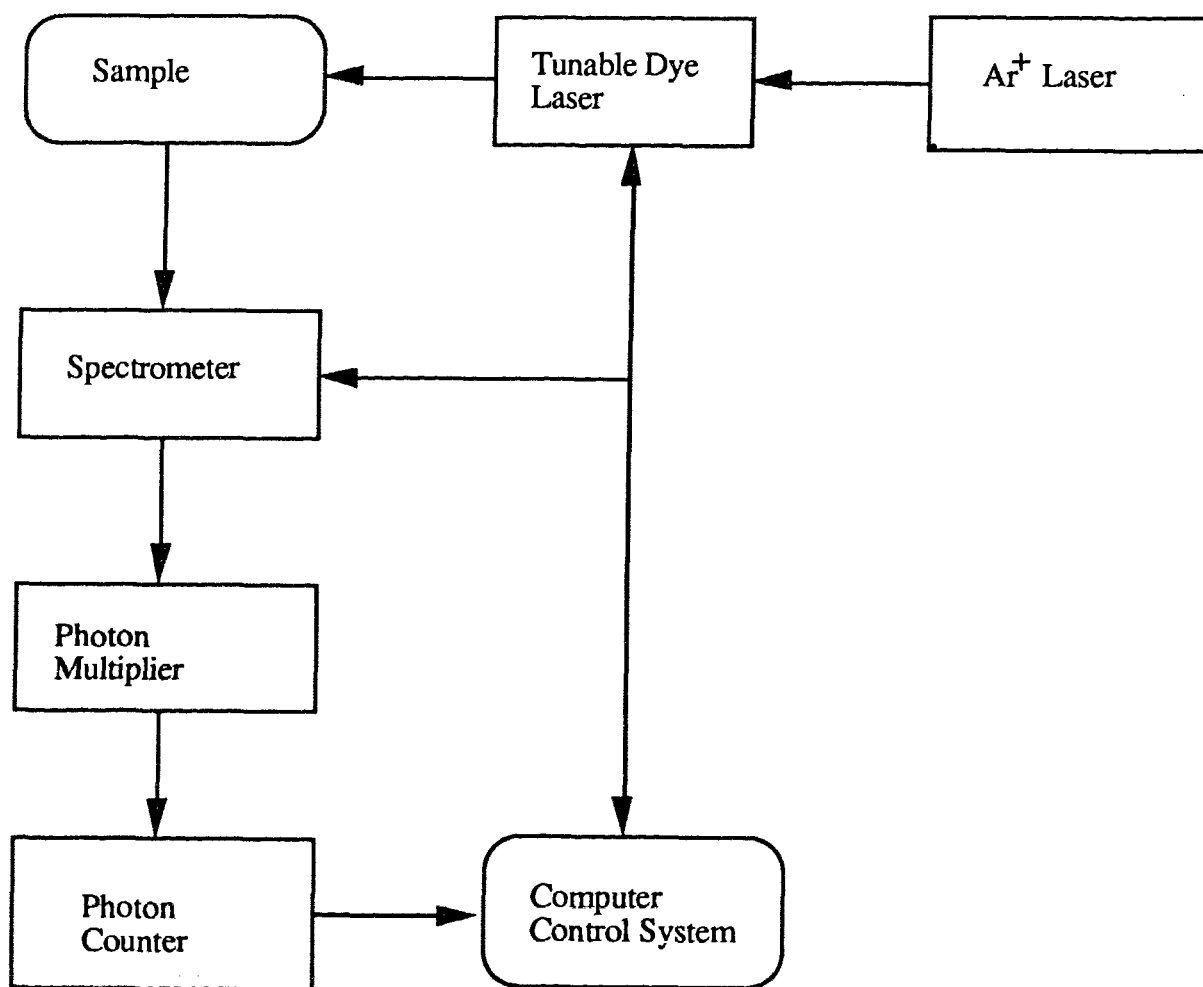 Sample
Tunable Dye
Laser
Ar+ Laser
Spectrometer
Photon
Multiplier
Photon
Counter
Computer
Control System